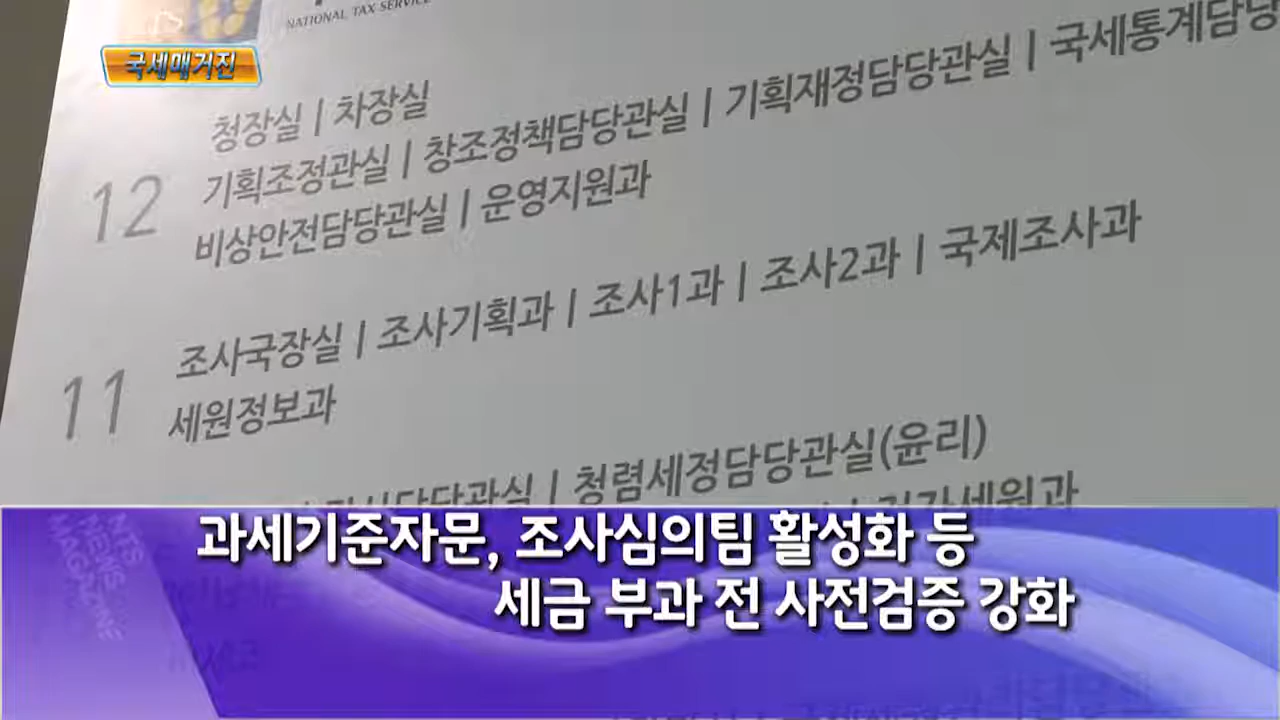 NATIONAL TAX SERVICE
국세매거진
청장실 | 차장실
12 기획조정관실 | 창조정책담당관실 | 기획재정담당관실 | 국세통계담당
비상안전담당관실 | 운영지원과
11 조사국장실 | 조사기획과 | 조사1과 | 조사2과 | 국제조사과
세원정보과
청렴세정담당관실(윤리)
과세기준자문, 조사심의팀 활성화 등
세금 부과 전 사전검증 강화